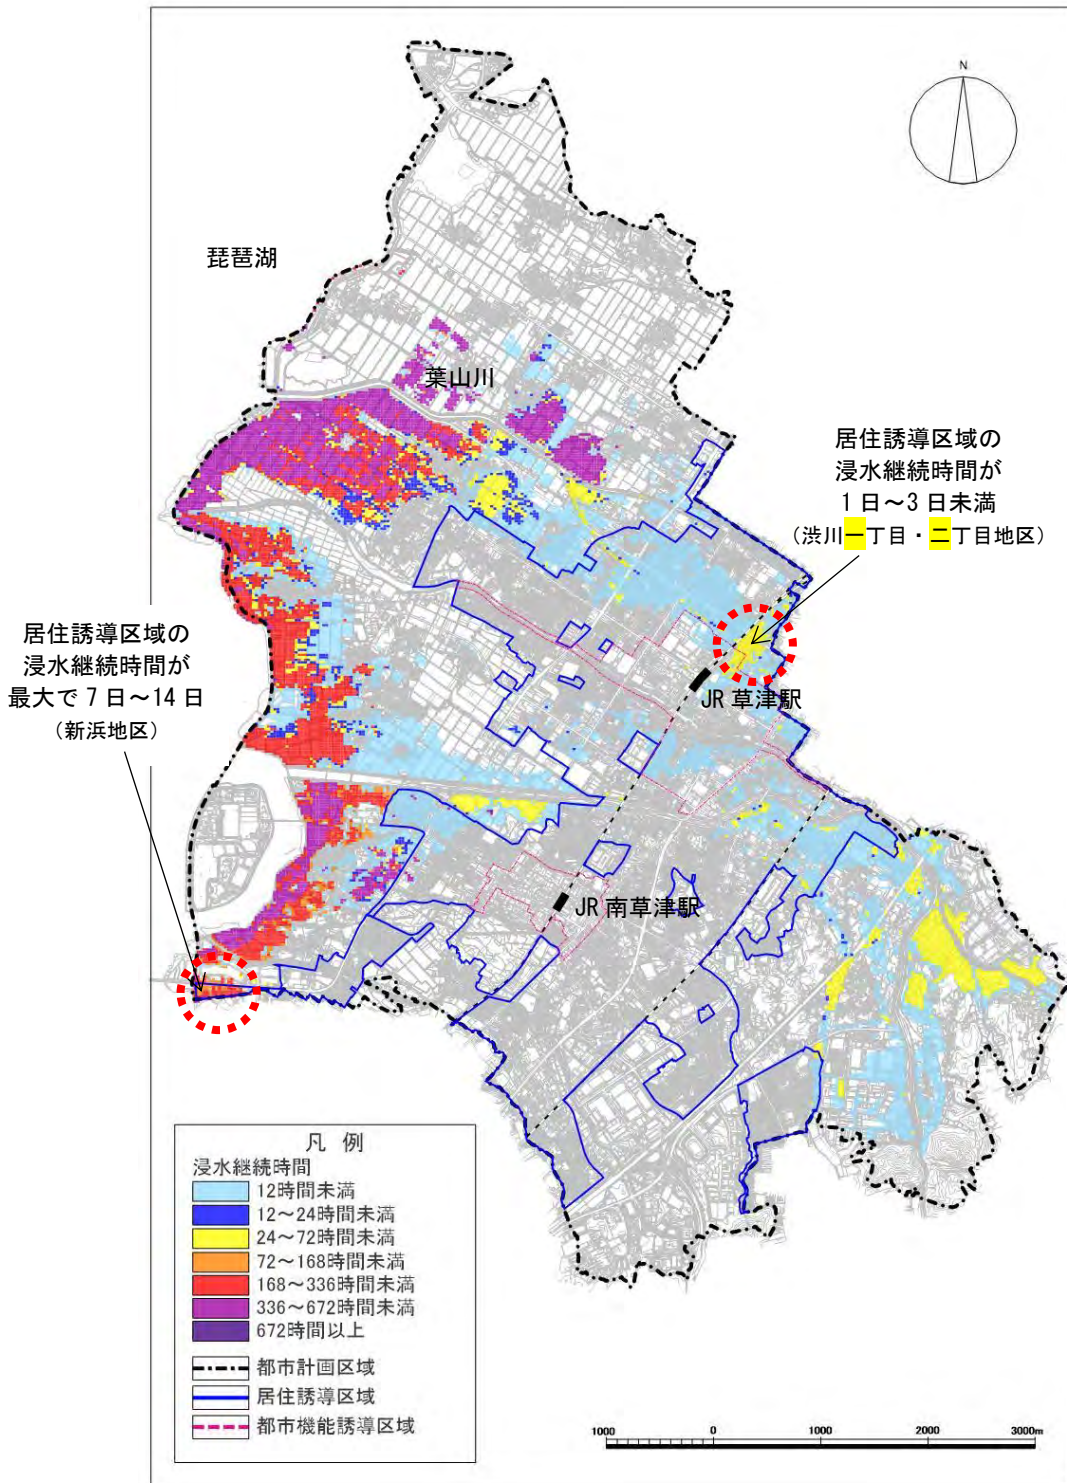 N
琵琶湖
葉山川
居住誘導区域の
浸水継続時間が
1日～3日未満
（渋川一丁目・二丁目地区）
居住誘導区域の
浸水継続時間が
最大で7日～14日
（新浜地区）
JR草津駅
JR南草津駅
凡 例
浸水継続時間
12時間未満
12～24時間未満
24～72時間未満
72～168時間未満
168～336時間未満
336～672時間未満
672時間以上
都市計画区域
居住誘導区域
都市機能誘導区域
1000 0 1000 2000 3000m